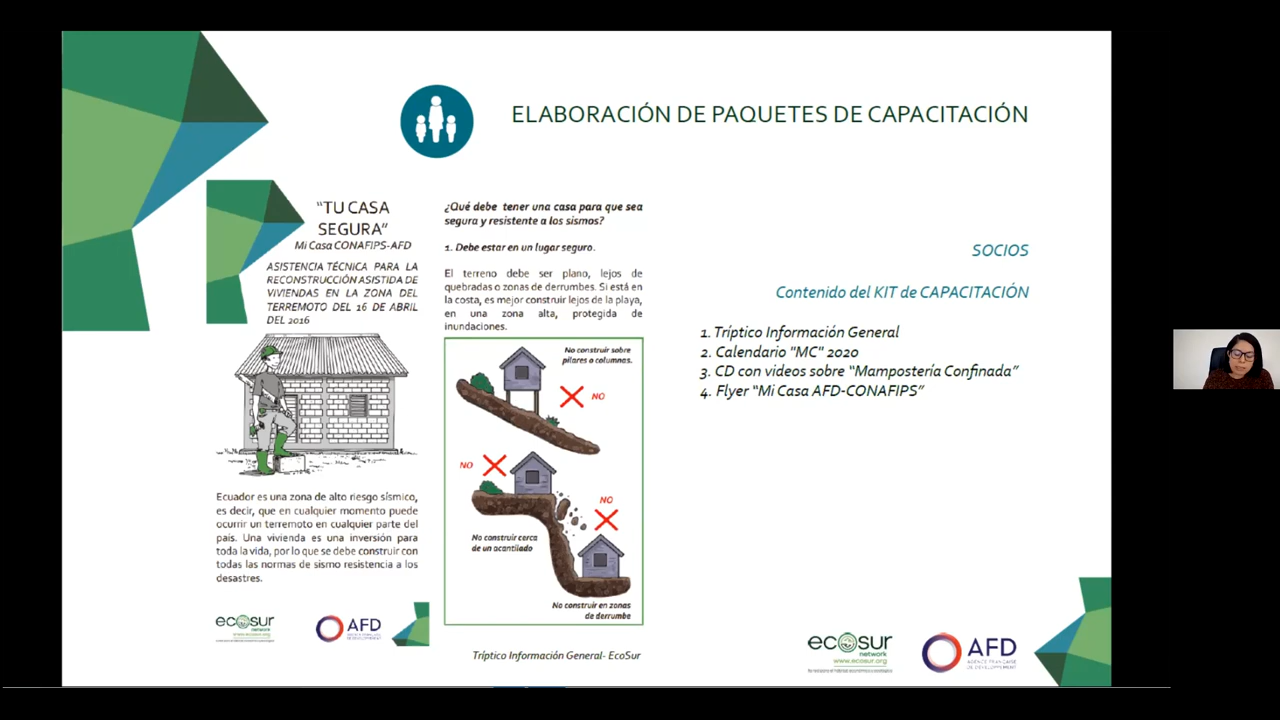 ELABORACIÓN DE PAQUETES DE CAPACITACIÓN
“TU CASA
SEGURA”
Mi Casa CONAFIPS-AFD
ASISTENCIA TÉCNICA PARA LA
RECONSTRUCCIÓN ASISTIDA DE
VIVIENDAS EN LA ZONA DEL
TERREMOTO DEL 16 DE ABRIL
DEL 2016
Ecuador es una zona de alto riesgo sísmico,
es decir, que en cualquier momento puede
ocurrir un terremoto en cualquier parte del
país. Una vivienda es una inversión para
toda la vida, por lo que se debe construir con
todas las normas de sismo resistencia a los
desastres.
ecosur
network
www.ecosur.org
AFD
¿Qué debe tener una casa para que sea
segura y resistente a los sismos?
1. Debe estar en un lugar seguro.
El terreno debe ser plano, lejos de
quebradas o zonas de derrumbes. Si está en
la costa, es mejor construir lejos de la playa,
en una zona alta, protegida de
inundaciones.
No construir sobre
pilares o columnas.
NO
NO
NO
No construir cerca
de un acantilado
No construir en zonas
de derrumbe
Tríptico Información General- EcoSur
SOCIOS
Contenido del KIT de CAPACITACIÓN
1. Tríptico Información General
2. Calendario "MC" 2020
3. CD con videos sobre “Mampostería Confinada”
4. Flyer “Mi Casa AFD-CONAFIPS”
ecosur
network
www.ecosur.org
AFD
AGENCE FRANÇAISE
DE DÉVELOPPEMENT